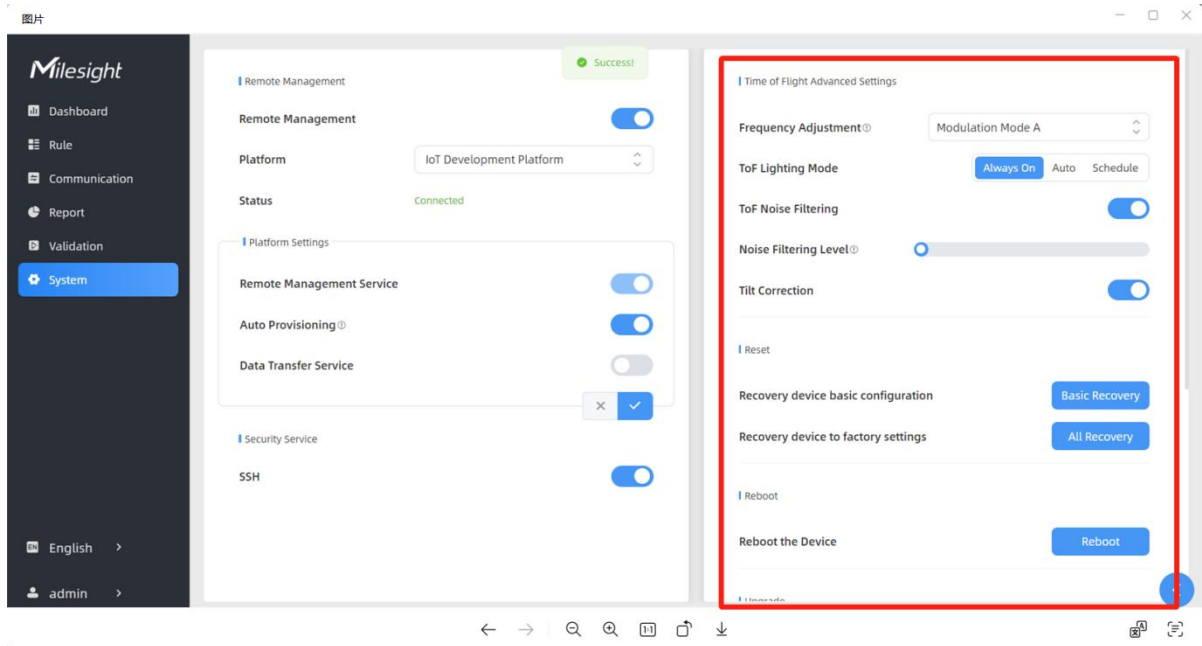 图片
Milesight
Dashboard
Rule
Communication
Report
Validation
System
English
admin
Success!
Remote Management
Remote Management
Platform
IoT Development Platform
Status
Connected
Platform Settings
Remote Management Service
Auto Provisioning
Data Transfer Service
Security Service
SSH
Time of Flight Advanced Settings
Frequency Adjustment
Modulation Mode A
ToF Lighting Mode
Always On Auto Schedule
ToF Noise Filtering
Noise Filtering Level
Tilt Correction
Reset
Recovery device basic configuration
Basic Recovery
Recovery device to factory settings
All Recovery
Reboot
Reboot the Device
Reboot
Upgrade
1:1